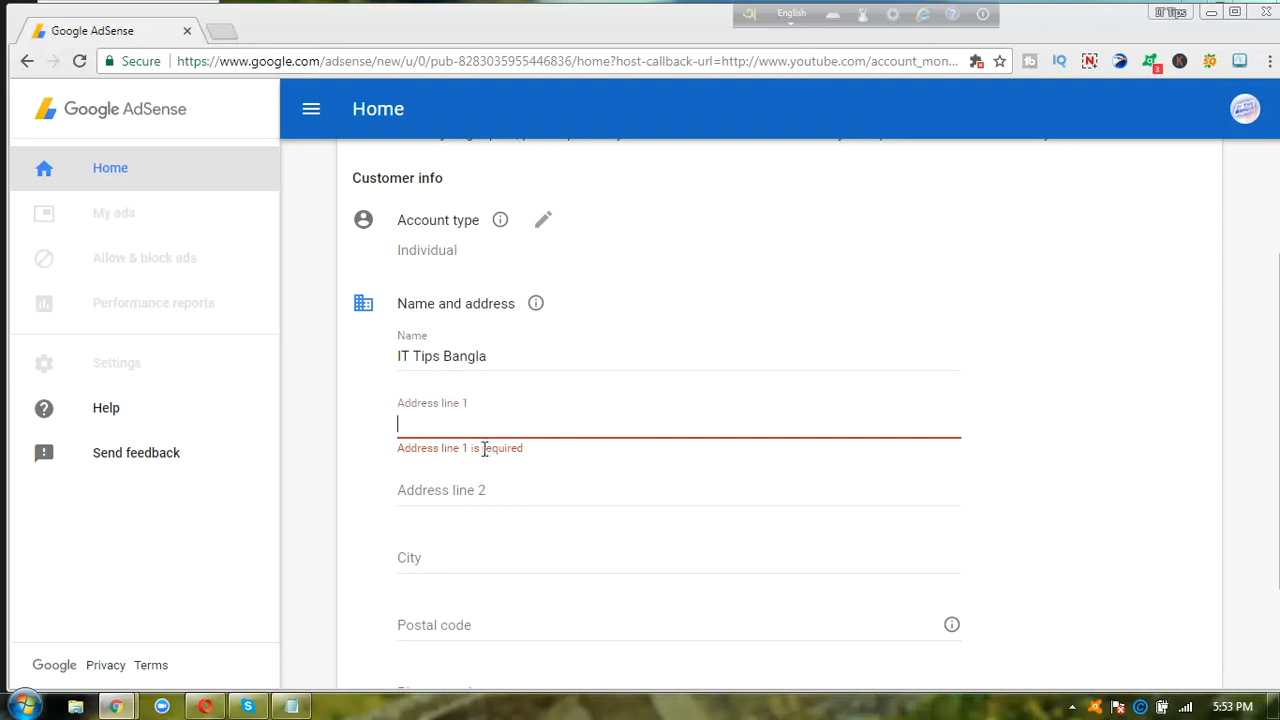 English
IT Tips
Google AdSense
Secure
https://www.google.com/adsense/new/u/0/pub-8283035554446836/home?host-callback-url=http://www.youtube.com/account_mon...
3
Google AdSense
Home
Home
My ads
Allow & block ads
Performance reports
Settings
Help
Send feedback
Google Privacy Terms
Customer info
Account type
Individual
Name and address
Name
IT Tips Bangla
Address line 1
Address line 1 is required
Address line 2
City
Postal code
5:53 PM